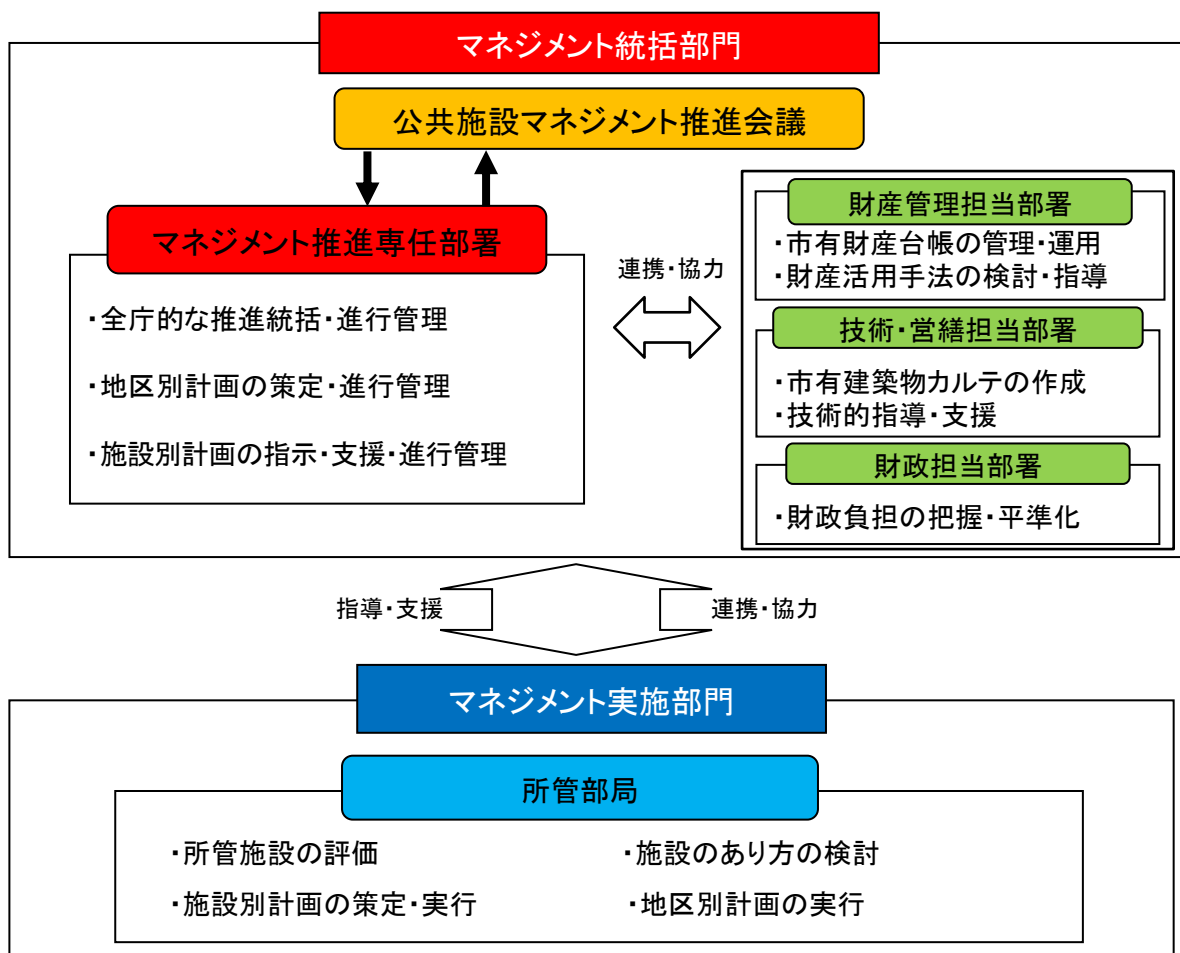 マネジメント統括部門
公共施設マネジメント推進会議
マネジメント推進専任部署
・全庁的な推進統括・進行管理
・地区別計画の策定・進行管理
・施設別計画の指示・支援・進行管理
連携・協力
財産管理担当部署
・市有財産台帳の管理・運用
・財産活用手法の検討・指導
技術・営繕担当部署
・市有建築物カルテの作成
・技術的指導・支援
財政担当部署
・財政負担の把握・平準化
指導・支援
連携・協力
マネジメント実施部門
所管部局
・所管施設の評価
・施設のあり方の検討
・施設別計画の策定・実行
・地区別計画の実行